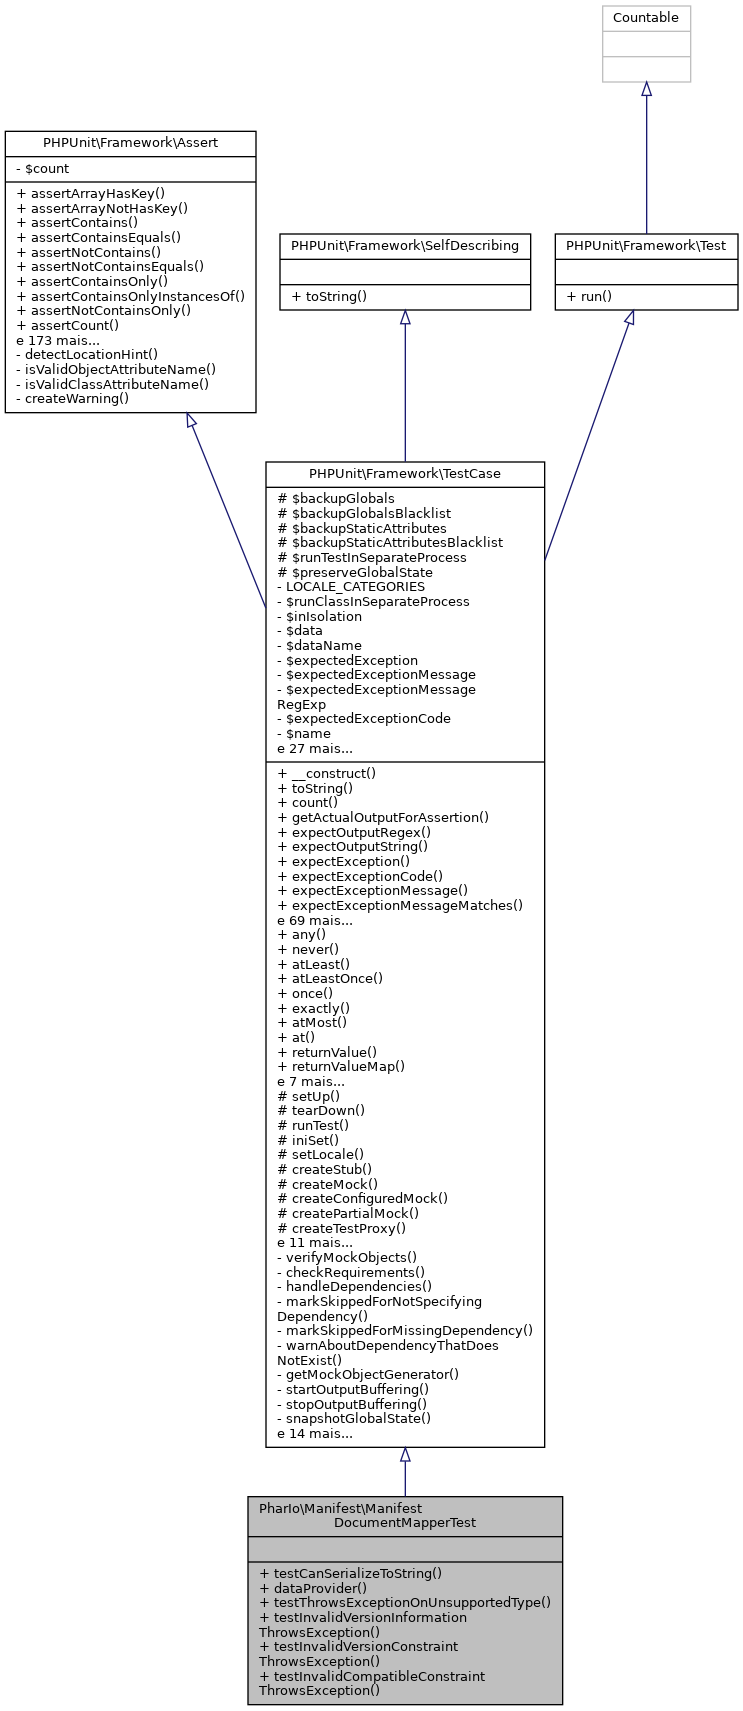 Countable
PHPUnit\Framework\Assert
- $count
+ assertArrayHasKey()
+ assertArrayNotHasKey()
+ assertContains()
+ assertContainsEquals()
+ assertNotContains()
+ assertNotContainsEquals()
+ assertContainsOnly()
+ assertContainsOnlyInstancesOf()
+ assertNotContainsOnly()
+ assertCount()
e 173 mais...
- detectLocationHint()
- isValidObjectAttributeName()
- isValidClassAttributeName()
- createWarning()
PHPUnit\Framework\SelfDescribing
+ toString()
PHPUnit\Framework\Test
+ run()
PHPUnit\Framework\TestCase
# $backupGlobals
# $backupGlobalsBlacklist
# $backupStaticAttributes
# $backupStaticAttributesBlacklist
# $runTestInSeparateProcess
# $preserveGlobalState
- LOCALE_CATEGORIES
- $runClassInSeparateProcess
- $inIsolation
- $data
- $dataName
- $expectedException
- $expectedExceptionMessage
- $expectedExceptionMessage
RegExp
- $expectedExceptionCode
- $name
e 27 mais...
+ __construct()
+ toString()
+ count()
+ getActualOutputForAssertion()
+ expectOutputRegex()
+ expectOutputString()
+ expectException()
+ expectExceptionCode()
+ expectExceptionMessage()
+ expectExceptionMessageMatches()
e 69 mais...
+ any()
+ never()
+ atLeast()
+ atLeastOnce()
+ once()
+ exactly()
+ atMost()
+ at()
+ returnValue()
+ returnValueMap()
e 7 mais...
# setUp()
# tearDown()
# runTest()
# iniSet()
# setLocale()
# createStub()
# createMock()
# createConfiguredMock()
# createPartialMock()
# createTestProxy()
e 11 mais...
- verifyMockObjects()
- checkRequirements()
- handleDependencies()
- markSkippedForNotSpecifying
Dependency()
- markSkippedForMissingDependency()
- warnAboutDependencyThatDoes
NotExist()
- getMockObjectGenerator()
- startOutputBuffering()
- stopOutputBuffering()
- snapshotGlobalState()
e 14 mais...
PharIo\Manifest\Manifest
DocumentMapperTest
+ testCanSerializeToString()
+ dataProvider()
+ testThrowsExceptionOnUnsupportedType()
+ testInvalidVersionInformation
ThrowsException()
+ testInvalidVersionConstraint
ThrowsException()
+ testInvalidCompatibleConstraint
ThrowsException()